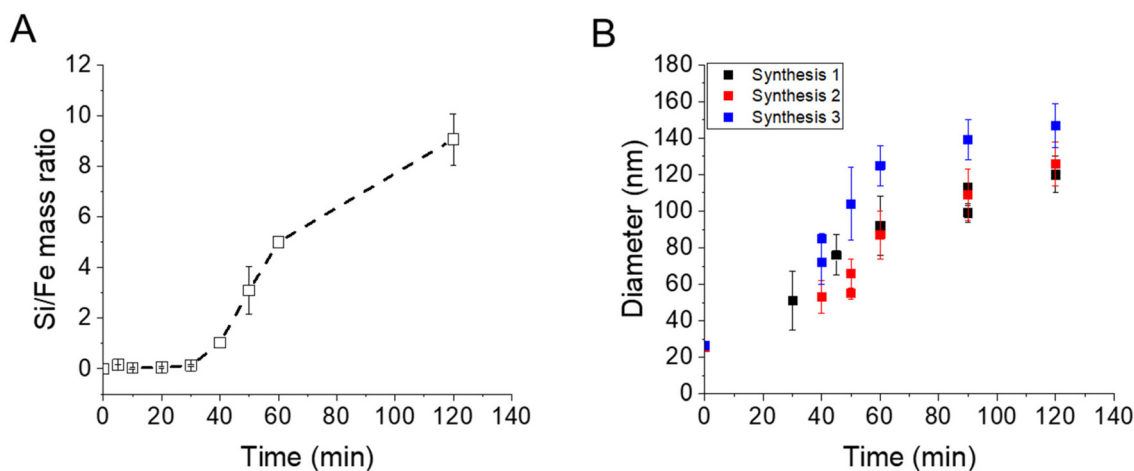 A
Si/Fe mass ratio
12
10
8
6
4
2
0
0 20 40 60 80 100 120 140
Time (min)
B
Diameter (nm)
180
160
140
120
100
80
60
40
20
0
Synthesis 1
Synthesis 2
Synthesis 3
0 20 40 60 80 100 120 140
Time (min)